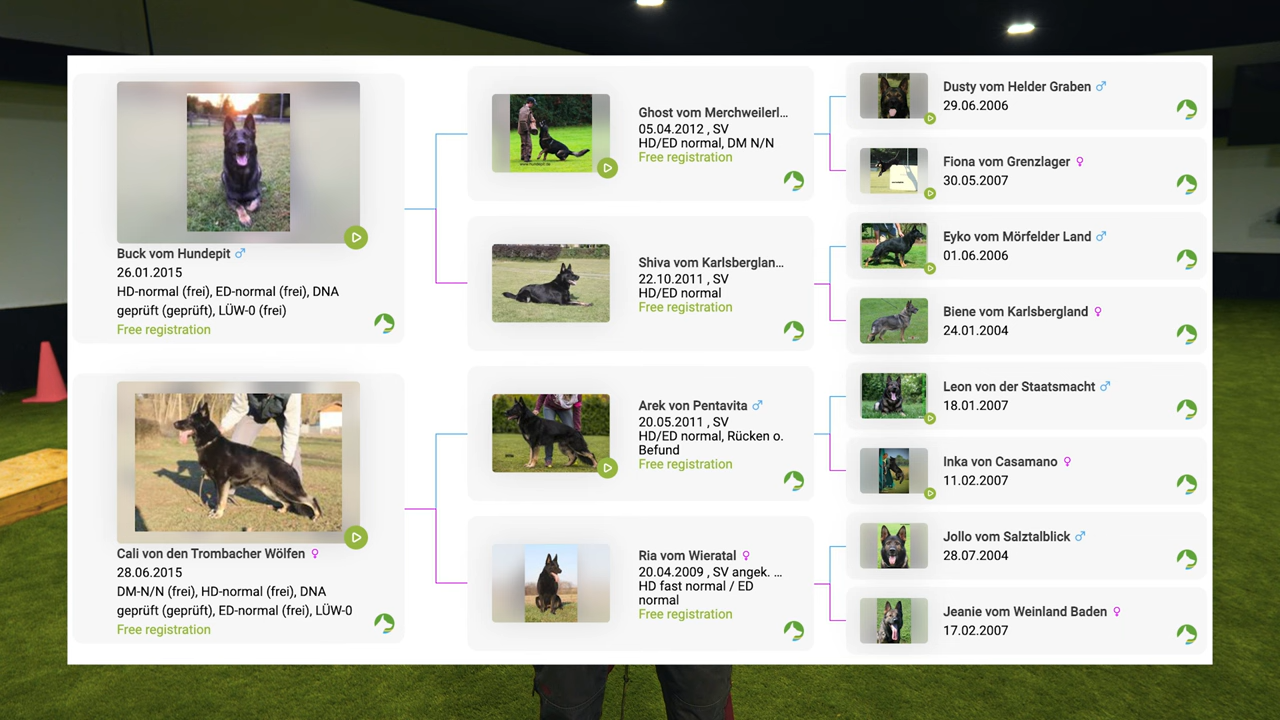 Buck vom Hundepit ♂
26.01.2015
HD-normal (frei), ED-normal (frei), DNA
geprüft (geprüft), LÜW-0 (frei)
Free registration
Cali von den Trombacher Wölfen ♀
28.06.2015
DM-N/N (frei), HD-normal (frei), DNA
geprüft (geprüft), ED-normal (frei), LÜW-0
Free registration
Ghost vom Merchweilerl...
05.04.2012 , SV
HD/ED normal, DM N/N
Free registration
Shiva vom Karlsberglan...
22.10.2011 , SV
HD/ED normal
Free registration
Arek von Pentavita ♂
20.05.2011 , SV
HD/ED normal, Rücken o.
Befund
Free registration
Ria vom Wieratal ♀
20.04.2009 , SV angek. ...
HD fast normal / ED
normal
Free registration
Dusty vom Helder Graben ♂
29.06.2006
Fiona vom Grenzlager ♀
30.05.2007
Eyko vom Mörfelder Land ♂
01.06.2006
Biene vom Karlsbergland ♀
24.01.2004
Leon von der Staatsmacht ♂
18.01.2007
Inka von Casamano ♀
11.02.2007
Jollo vom Salztalblick ♂
28.07.2004
Jeanie vom Weinland Baden ♀
17.02.2007